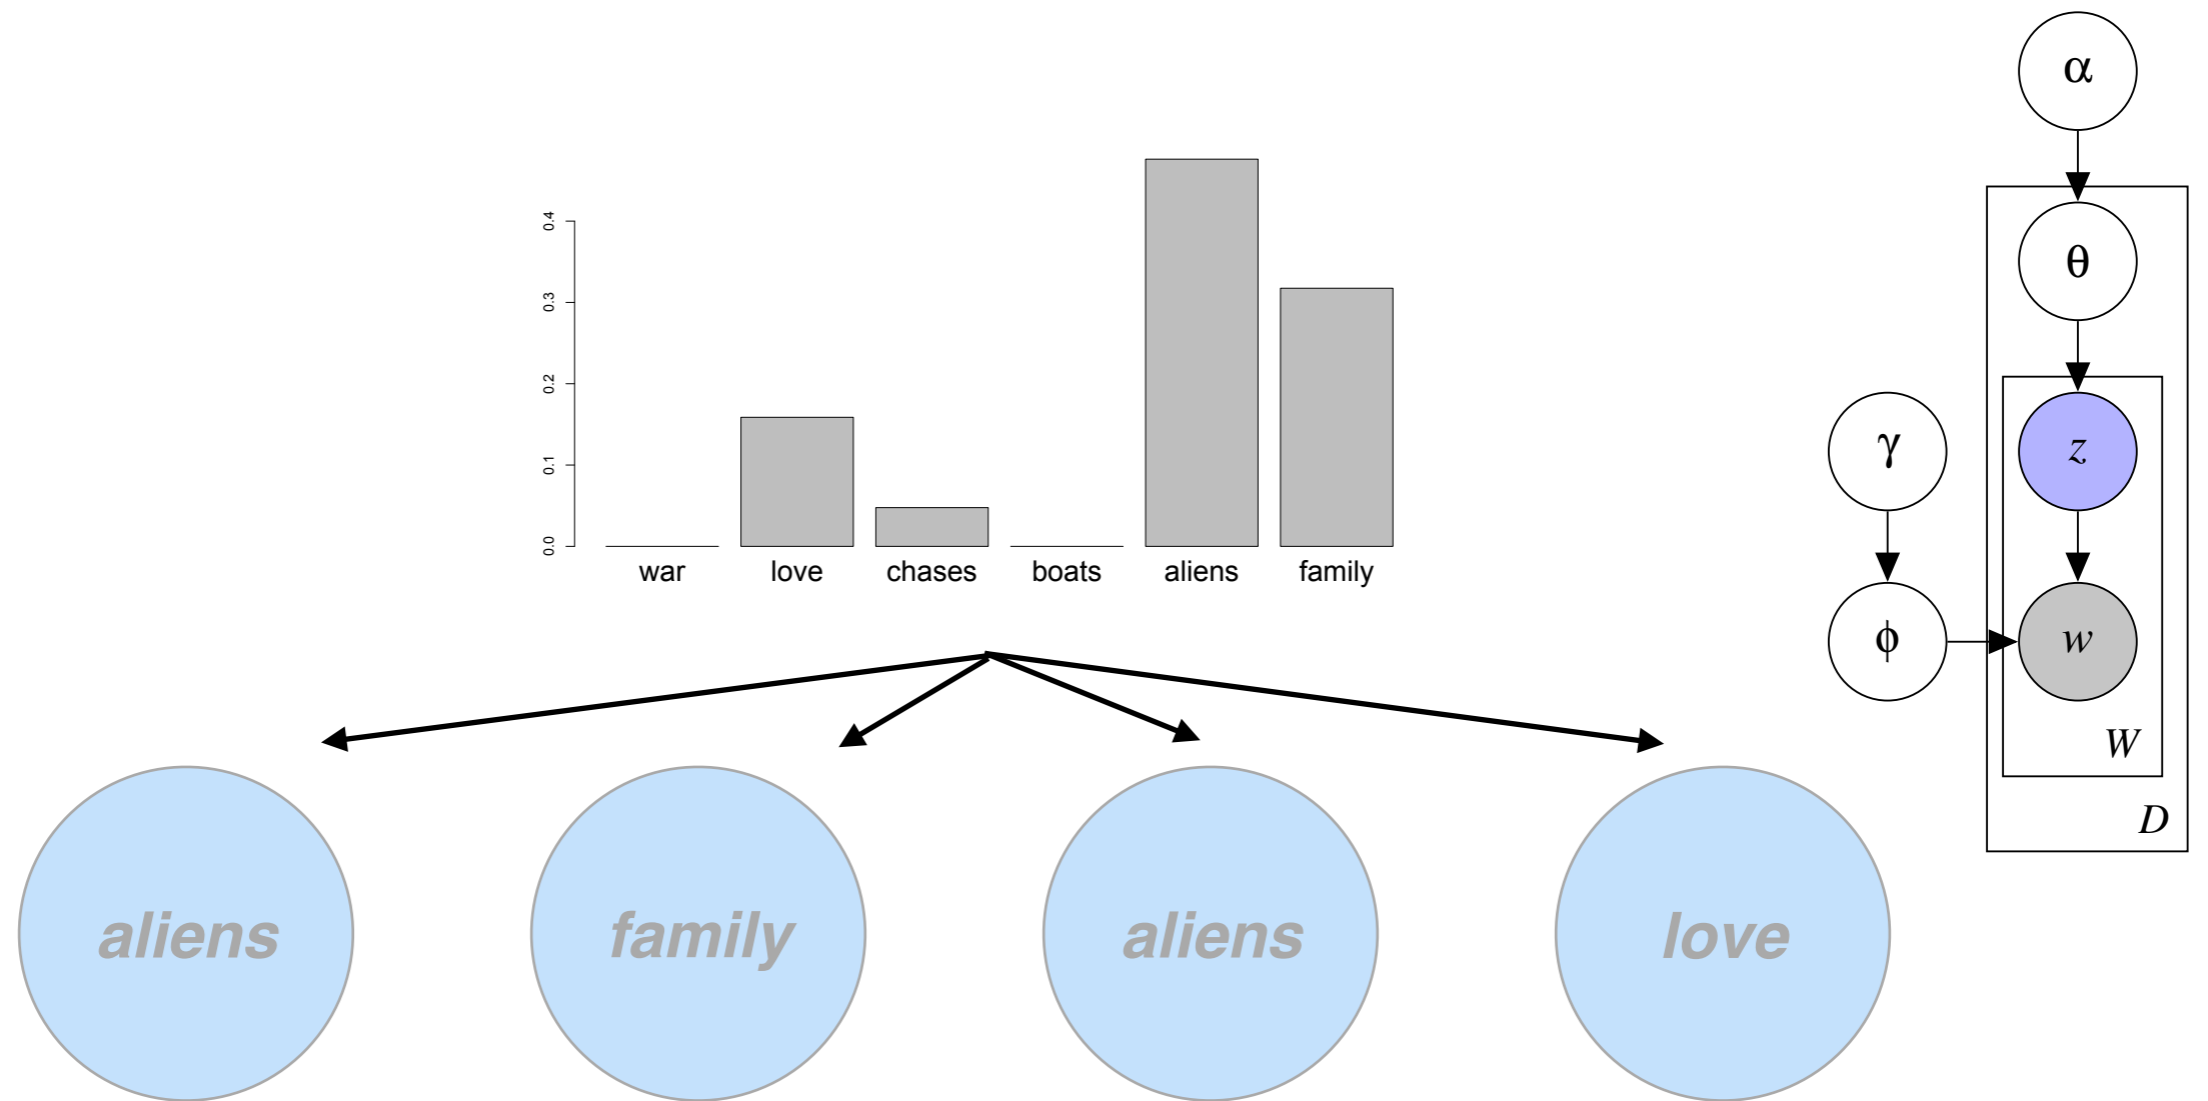 0.4
0.3
0.2
0.1
0.0
war love chases boats aliens family
aliens family aliens love
α
θ
γ z
ϕ w
W
D